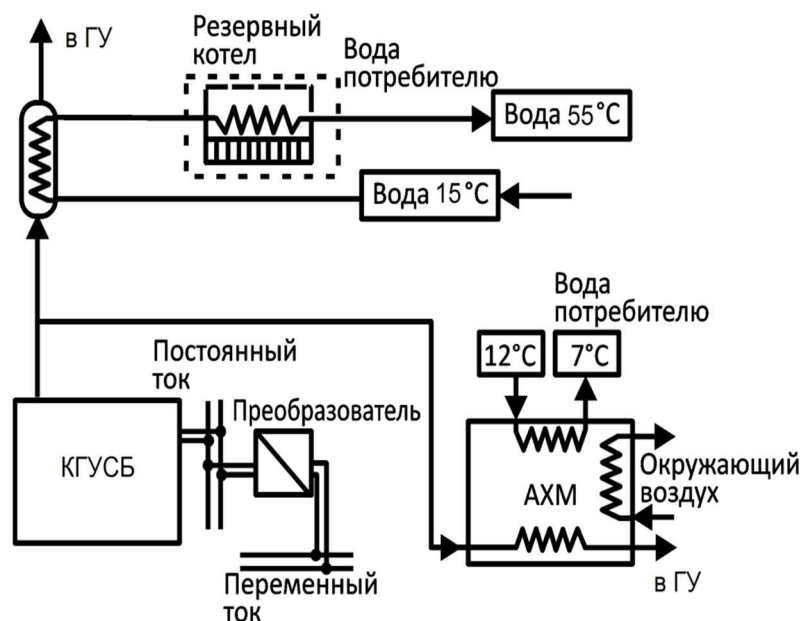 в ГУ
Резервный
котел
Вода
потребителю
Вода 55°C
Вода 15°C
Вода
потребителю
12°C
7°C
Постоянный
ток
Преобразователь
КГУСБ
АХМ
Окружающий
воздух
Переменный
ток
в ГУ